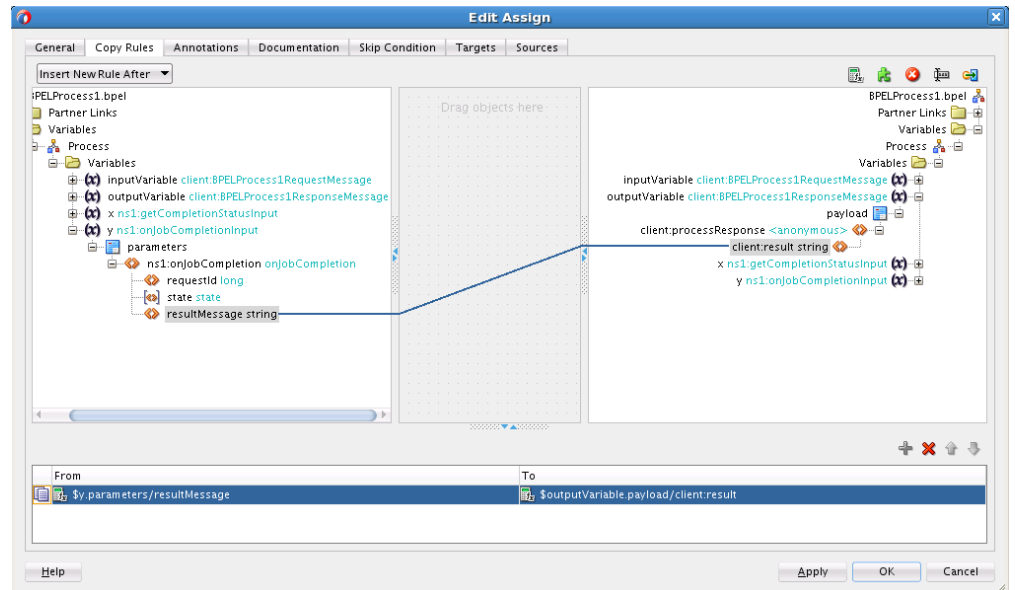 Edit Assign
General Copy Rules Annotations Documentation Skip Condition Targets Sources
Insert New Rule After
BPELProcess1.bpel
Partner Links
Variables
Process
Variables
inputVariable client:BPELProcess1RequestMessage
outputVariable client:BPELProcess1ResponseMessage
x ns1:getCompletionStatusInput
y ns1:onJobCompletionInput
parameters
ns1:onJobCompletion onJobCompletion
requestId long
state state
resultMessage string
Drag objects here
BPELProcess1.bpel
Partner Links
Variables
Process
Variables
inputVariable client:BPELProcess1RequestMessage
outputVariable client:BPELProcess1ResponseMessage
payload
client:processResponse <anonymous>
client:result string
x ns1:getCompletionStatusInput
y ns1:onJobCompletionInput
From To
$y.parameters/resultMessage $outputVariable.payload/client:result
Help Apply OK Cancel